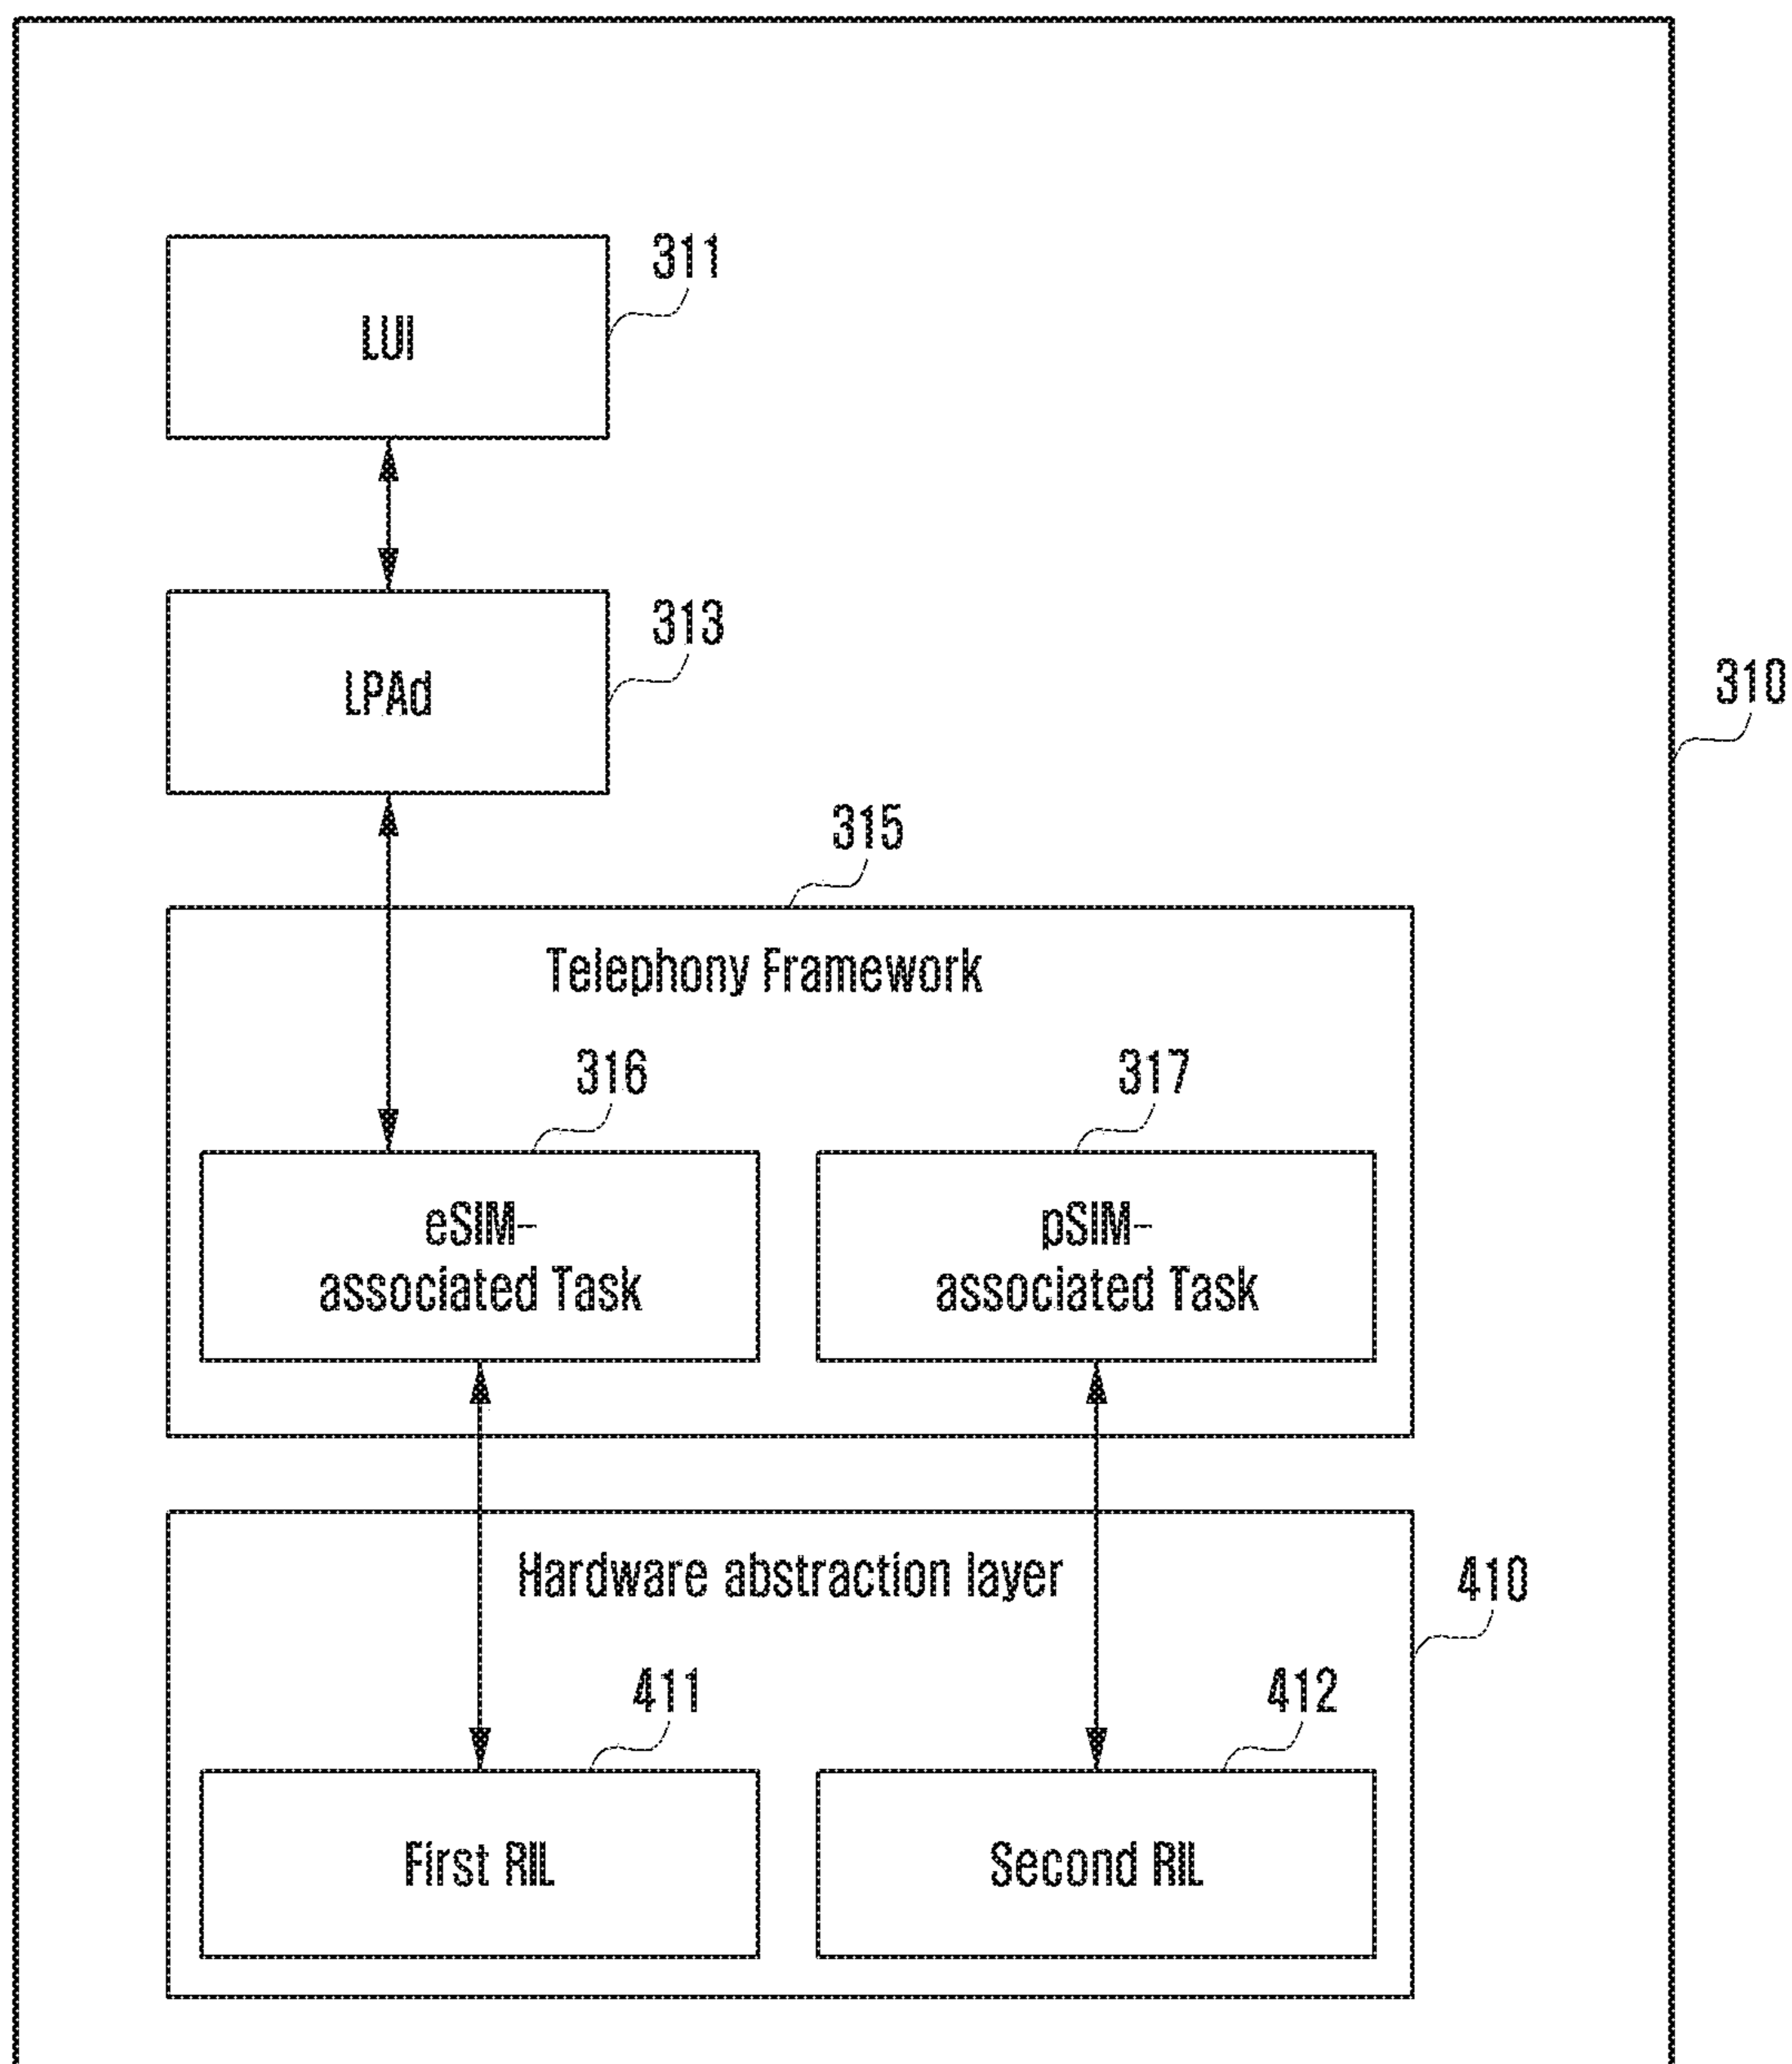 311
LUI
313
LPAd
310
315
Telephony Framework
316
317
eSIM-
associated Task
pSIM-
associated Task
Hardware abstraction layer
410
411
412
First RIL
Second RIL